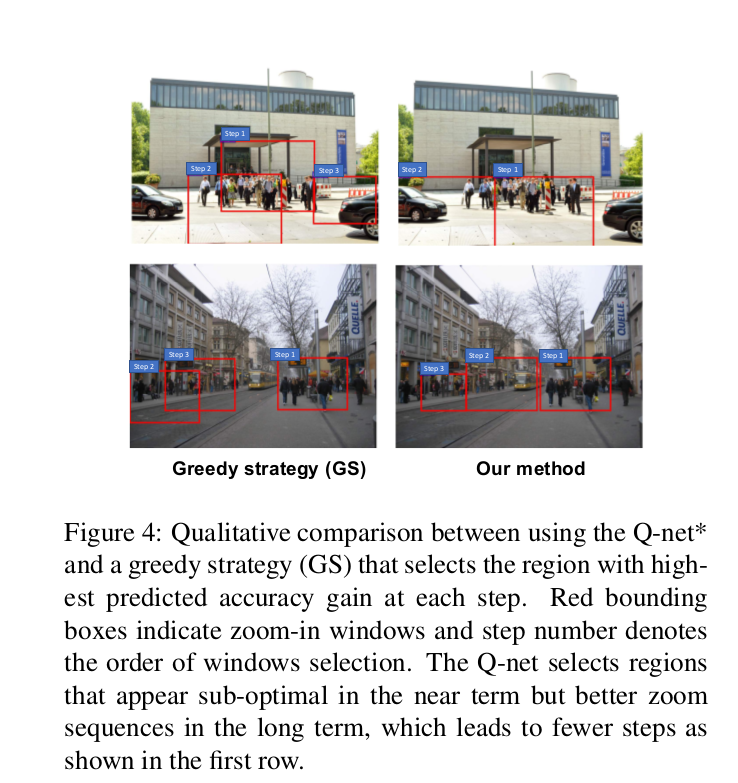 Step 1
Step 2
Step 3
Step 2
Step 1
QUELLE
Step 3
Step 1
Step 2
QUELLE
Step 2
Step 1
Step 3
Greedy strategy (GS)
Our method
Figure 4: Qualitative comparison between using the Q-net*
and a greedy strategy (GS) that selects the region with high-
est predicted accuracy gain at each step. Red bounding
boxes indicate zoom-in windows and step number denotes
the order of windows selection. The Q-net selects regions
that appear sub-optimal in the near term but better zoom
sequences in the long term, which leads to fewer steps as
shown in the first row.